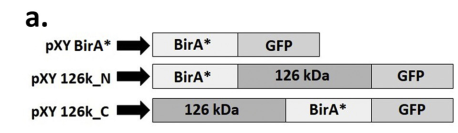 a.
pXY BirA* BirA* GFP
pXY 126k_N BirA* 126 kDa GFP
pXY 126k_C 126 kDa BirA* GFP